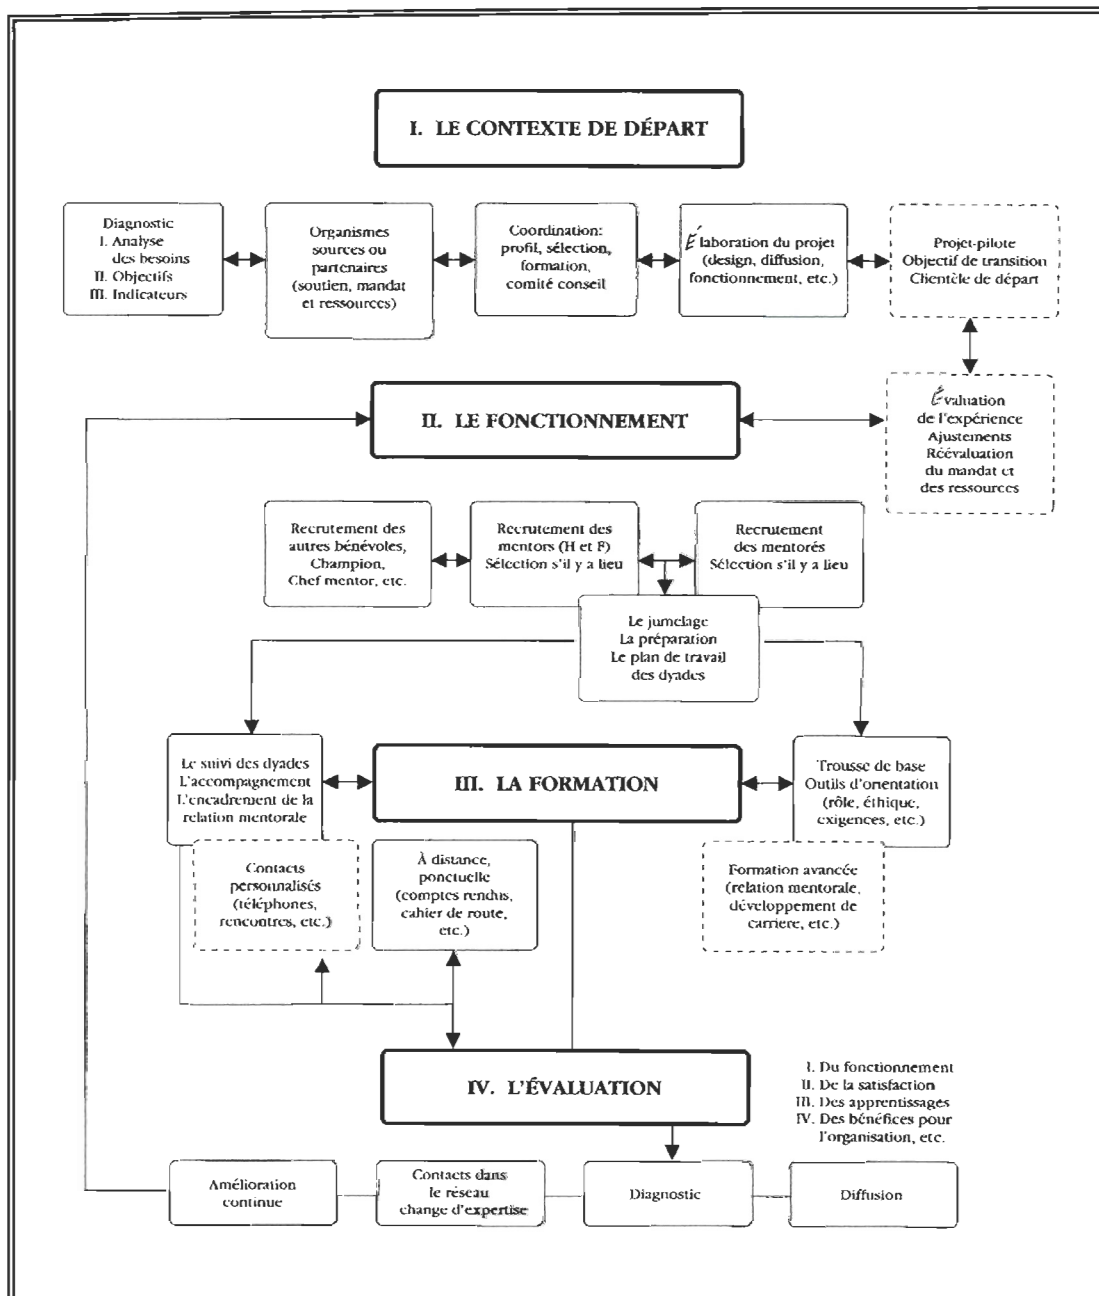 I. LE CONTEXTE DE DÉPART
Diagnostic
I. Analyse
des besoins
II. Objectifs
III. Indicateurs
Organismes
sources ou
partenaires
(soutien, mandat
et ressources)
Coordination:
profil, sélection,
formation,
comité conseil
Élaboration du projet
(design, diffusion,
fonctionnement, etc.)
Projet-pilote
Objectif de transition
Clientèle de départ
II. LE FONCTIONNEMENT
Évaluation
de l'expérience
Ajustements
Réévaluation
du mandat et
des ressources
Recrutement des
autres bénévoles,
Champion,
Chef mentor, etc.
Recrutement des
mentors (H et F)
Sélection s'il y a lieu
Recrutement
des mentorés
Sélection s'il y a lieu
Le jumelage
La préparation
Le plan de travail
des dyades
Le suivi des dyades
L'accompagnement
L'encadrement de la
relation mentorale
III. LA FORMATION
Trousse de base
Outils d'orientation
(rôle, éthique,
exigences, etc.)
Contacts
personnalisés
(téléphones,
rencontres, etc.)
À distance,
ponctuelle
(comptes rendus,
cahier de route,
etc.)
Formation avancée
(relation mentorale,
développement de
carrière, etc.)
IV. L'ÉVALUATION
I. Du fonctionnement
II. De la satisfaction
III. Des apprentissages
IV. Des bénéfices pour
l'organisation, etc.
Amélioration
continue
Contacts dans
le réseau
change d'expertise
Diagnostic
Diffusion